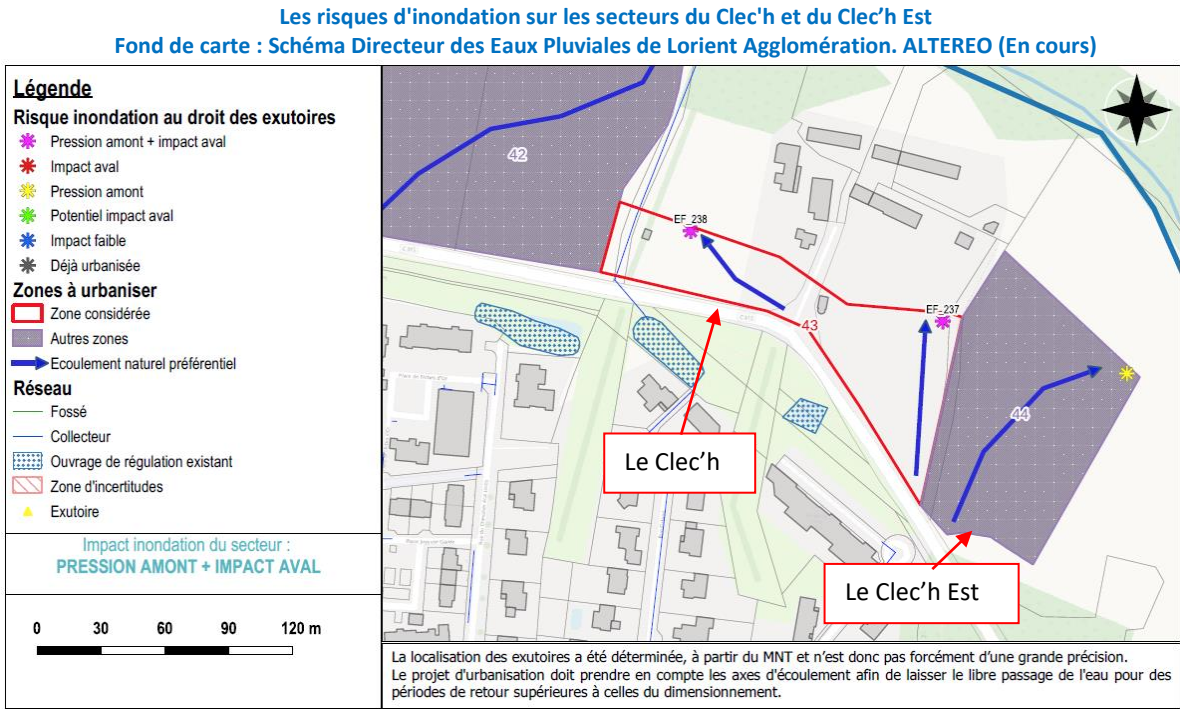 Les risques d'inondation sur les secteurs du Clec'h et du Clec’h Est
Fond de carte : Schéma Directeur des Eaux Pluviales de Lorient Agglomération. ALTEREO (En cours)
Légende
Risque inondation au droit des exutoires
Pression amont + impact aval
Impact aval
Pression amont
Potentiel impact aval
Impact faible
Déjà urbanisée
Zones à urbaniser
Zone considérée
Autres zones
Ecoulement naturel préférentiel
Réseau
Fossé
Collecteur
Ouvrage de régulation existant
Zone d'incertitudes
Exutoire
Impact inondation du secteur :
PRESSION AMONT + IMPACT AVAL
0 30 60 90 120 m
42
EF_238
EF_237
43
44
Le Clec’h
Le Clec’h Est
La localisation des exutoires a été déterminée, à partir du MNT et n'est donc pas forcément d'une grande précision.
Le projet d'urbanisation doit prendre en compte les axes d'écoulement afin de laisser le libre passage de l'eau pour des
périodes de retour supérieures à celles du dimensionnement.